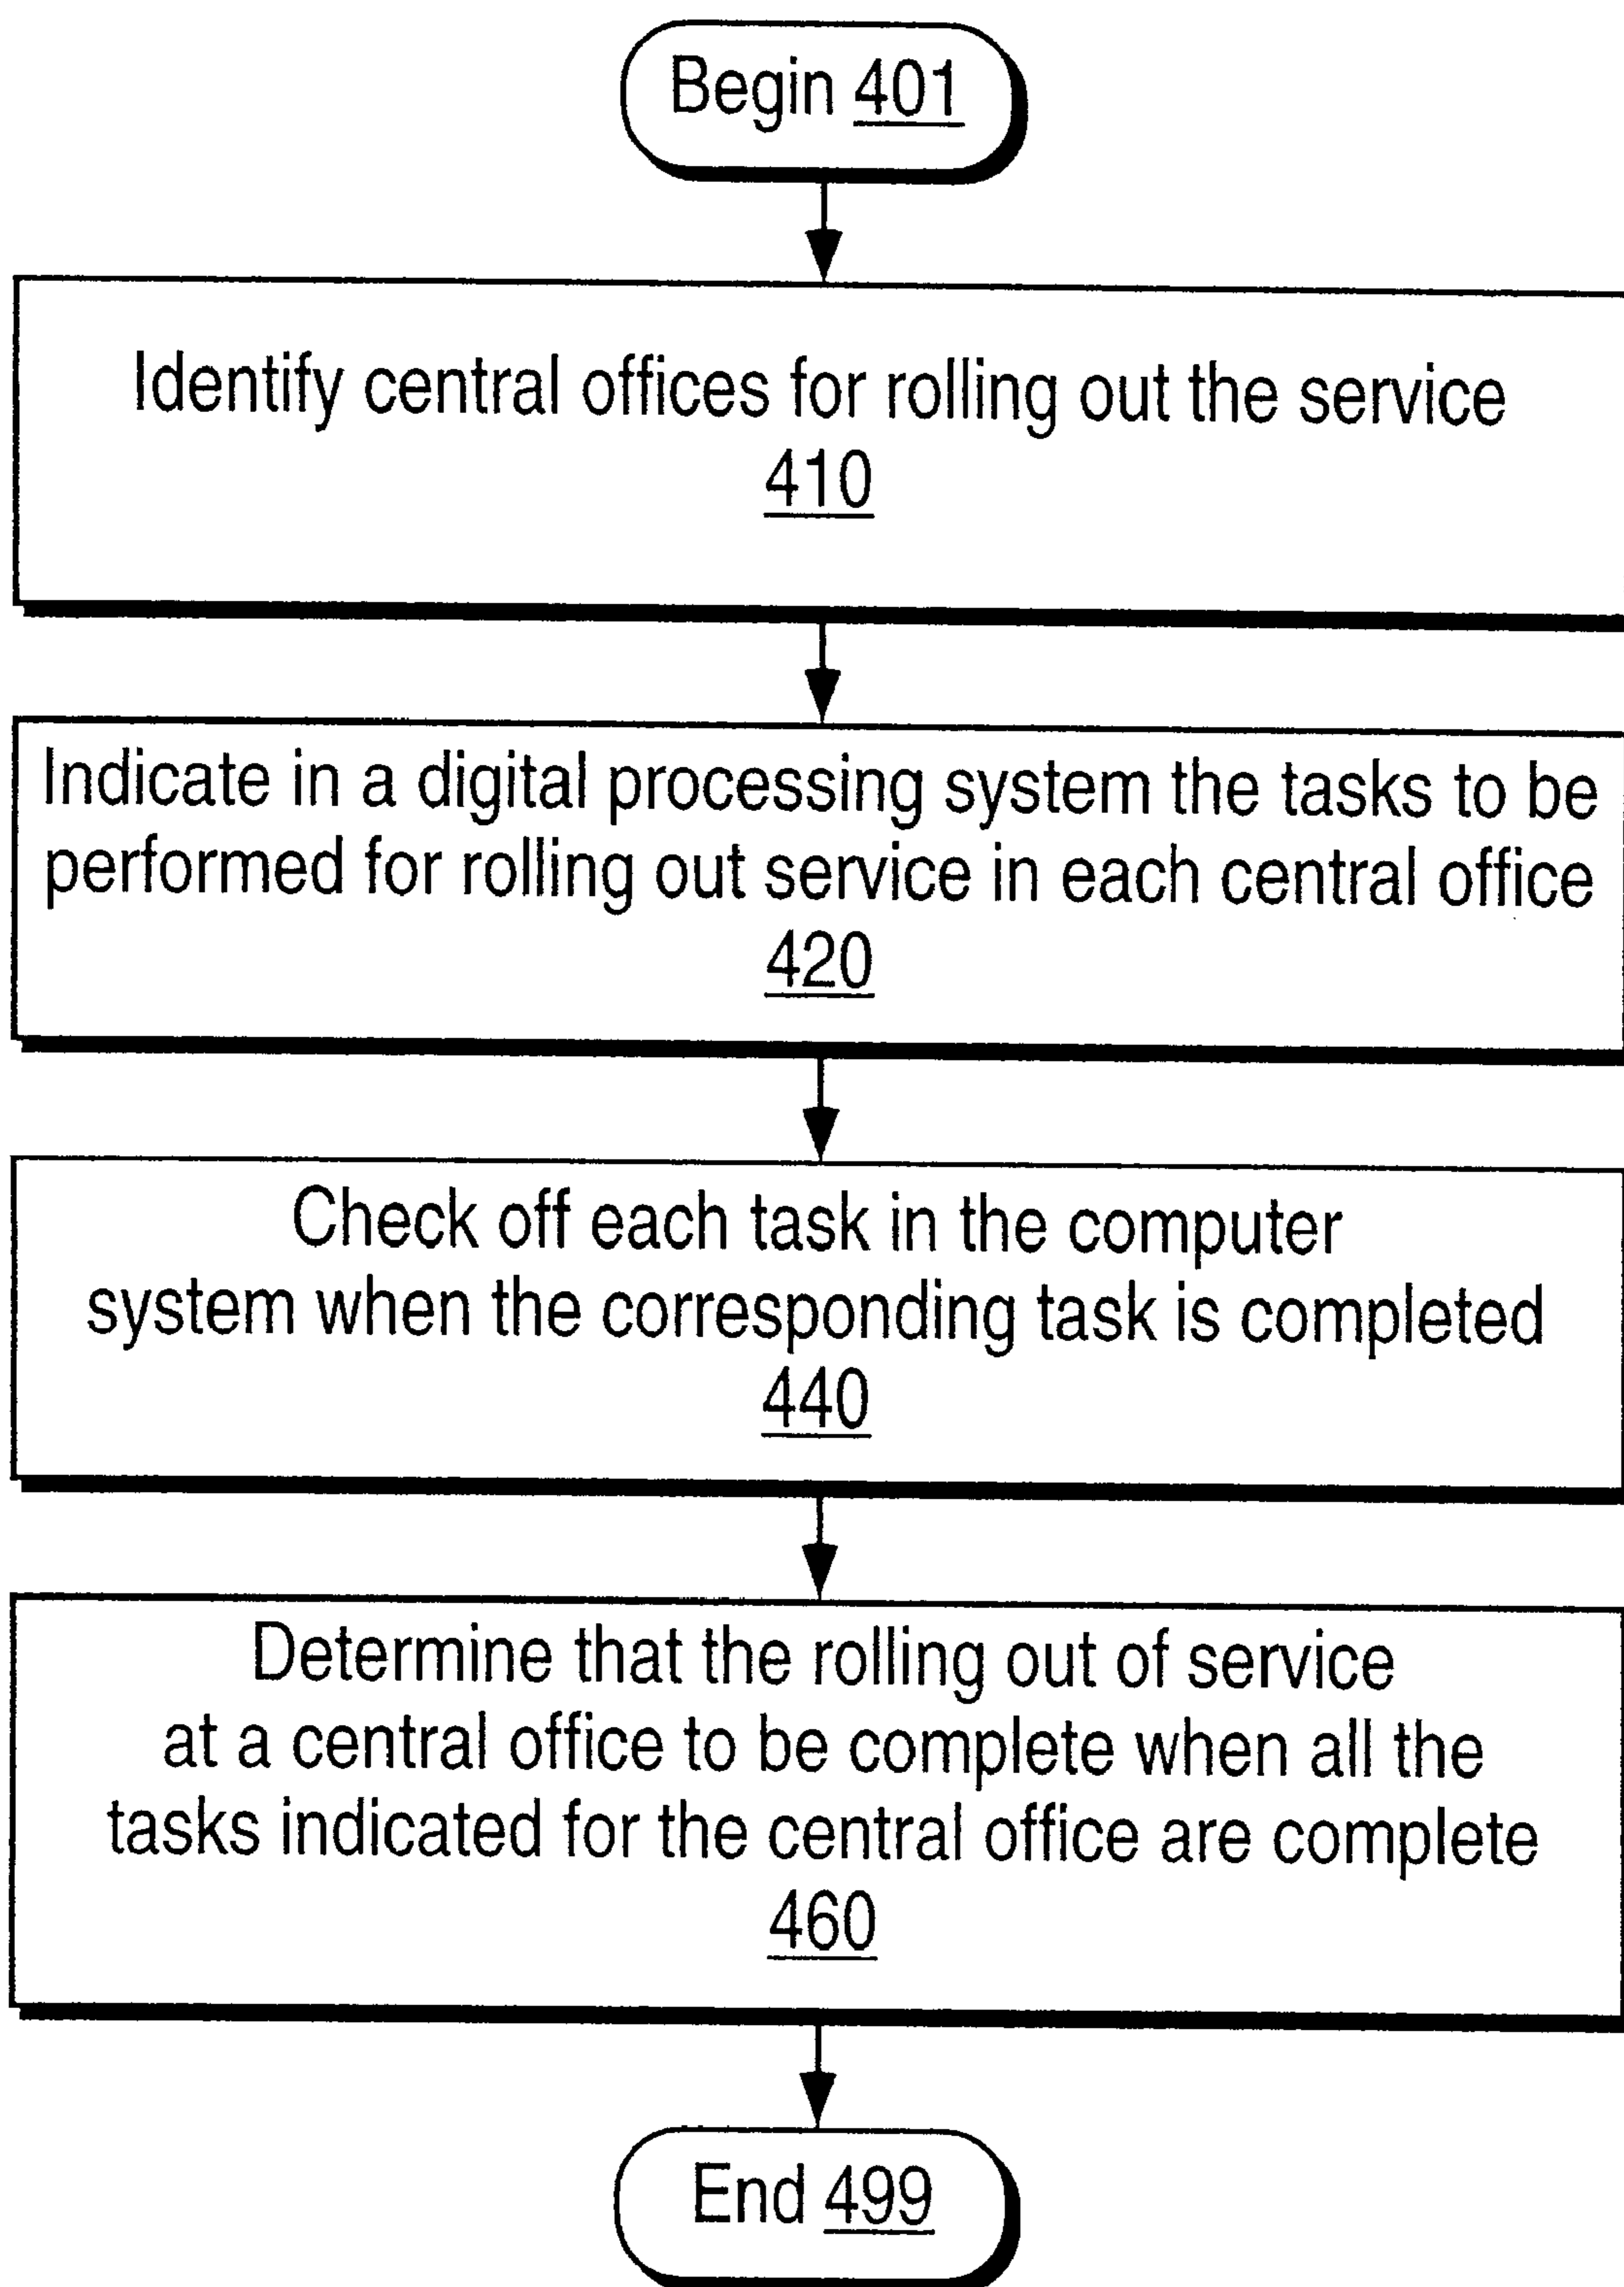 Begin 401
Identify central offices for rolling out the service
410
Indicate in a digital processing system the tasks to be
performed for rolling out service in each central office
420
Check off each task in the computer
system when the corresponding task is completed
440
Determine that the rolling out of service
at a central office to be complete when all the
tasks indicated for the central office are complete
460
End 499